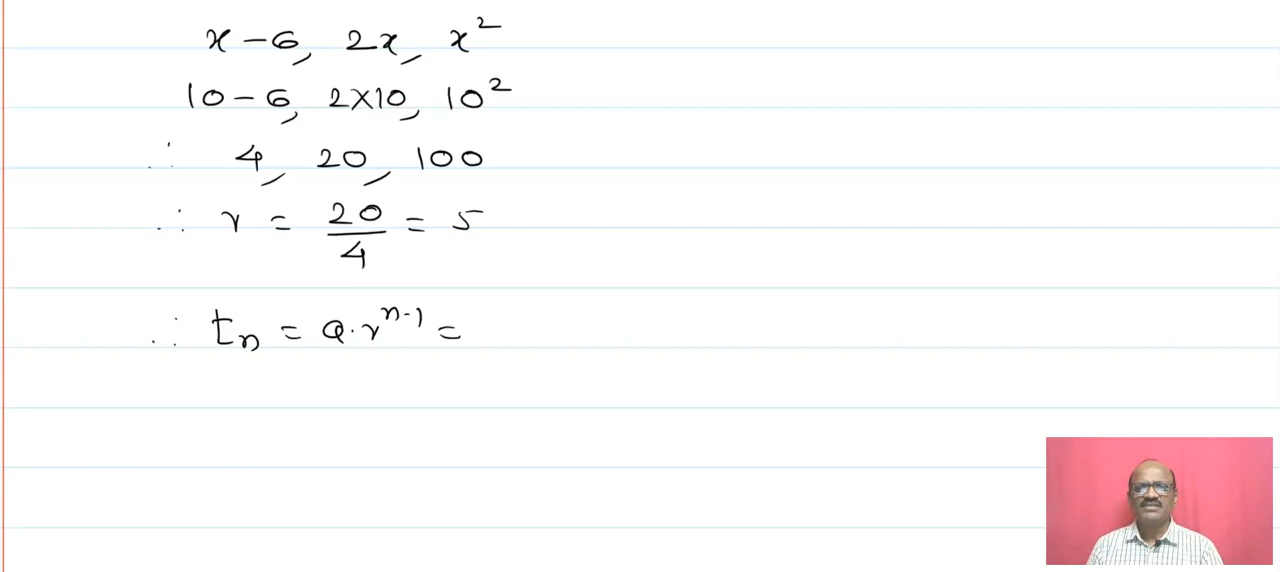 x - 6, 2x, x²
10 - 6, 2×10, 10²
∴ 4, 20, 100
∴ r = 20/4 = 5
∴ tₙ = a·rⁿ⁻¹ =